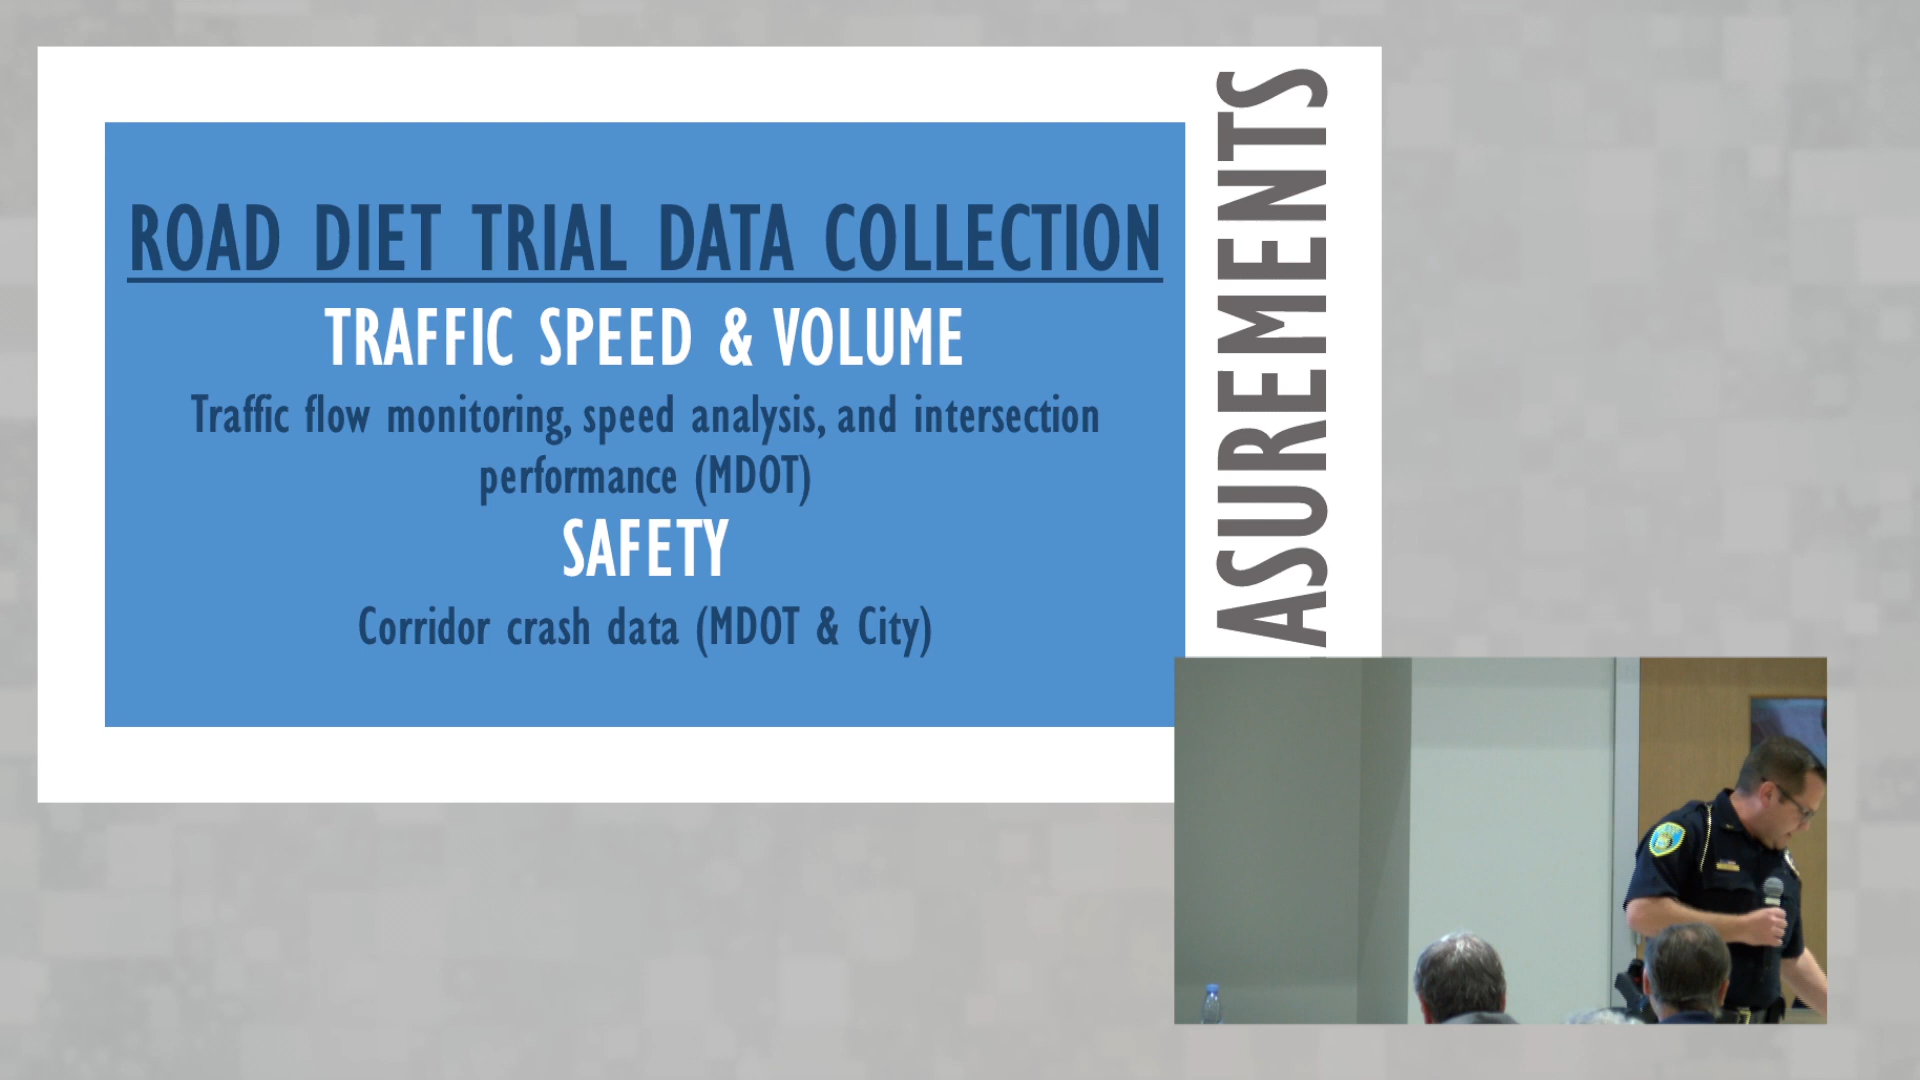 ROAD DIET TRIAL DATA COLLECTION
TRAFFIC SPEED & VOLUME
Traffic flow monitoring, speed analysis, and intersection
performance (MDOT)
SAFETY
Corridor crash data (MDOT & City)
ASUREMENTS